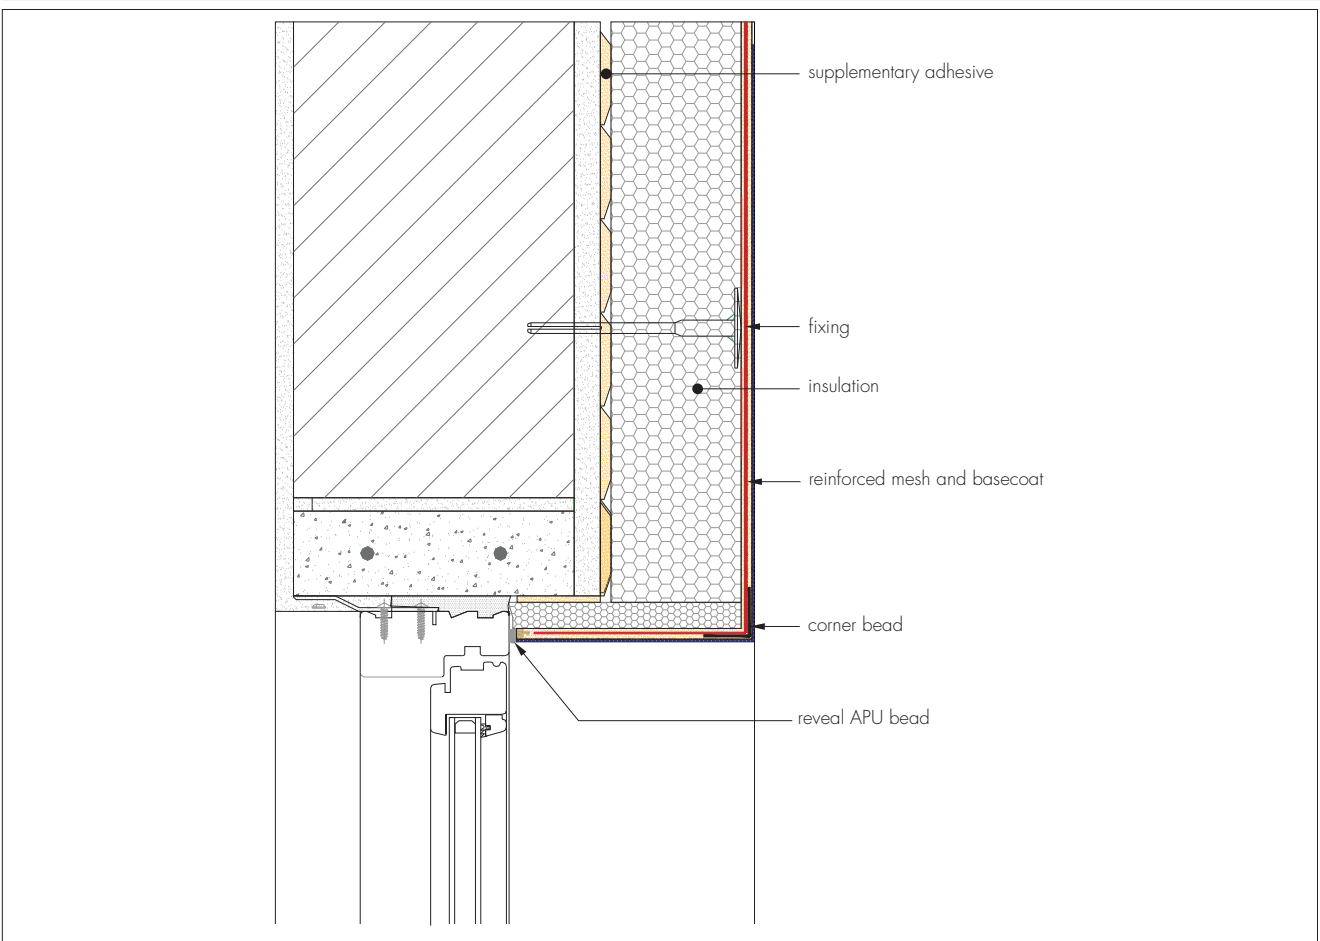 supplementary adhesive
fixing
insulation
reinforced mesh and basecoat
corner bead
reveal APU bead